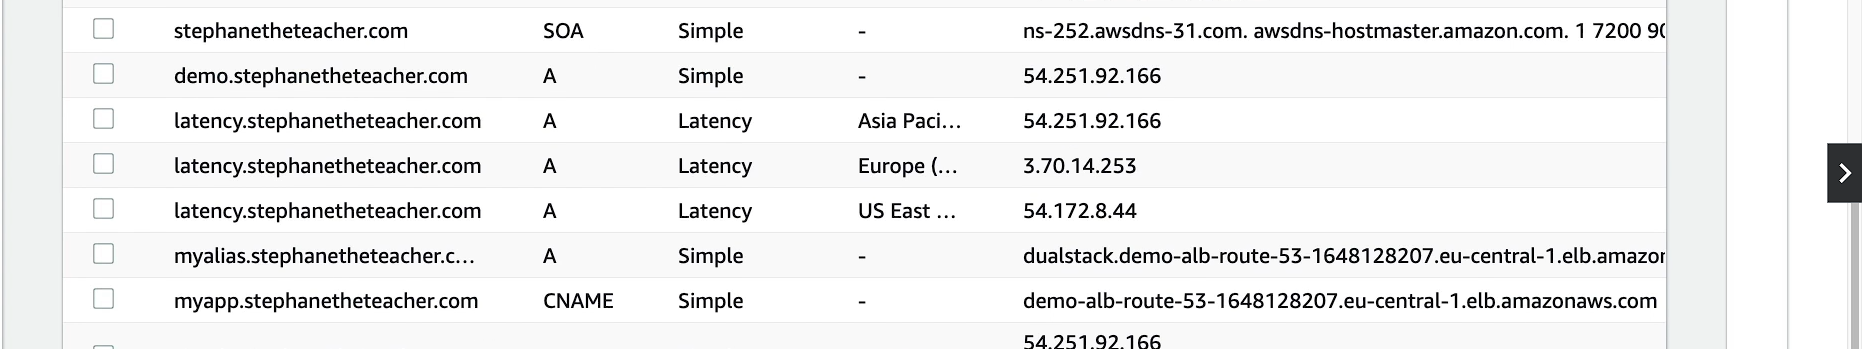 stephanetheteacher.com SOA Simple - ns-252.awsdns-31.com. awsdns-hostmaster.amazon.com. 1 7200 90
demo.stephanetheteacher.com A Simple - 54.251.92.166
latency.stephanetheteacher.com A Latency Asia Paci... 54.251.92.166
latency.stephanetheteacher.com A Latency Europe (... 3.70.14.253
latency.stephanetheteacher.com A Latency US East ... 54.172.8.44
myalias.stephanetheteacher.c... A Simple - dualstack.demo-alb-route-53-1648128207.eu-central-1.elb.amazon
myapp.stephanetheteacher.com CNAME Simple - demo-alb-route-53-1648128207.eu-central-1.elb.amazonaws.com
54.251.92.166